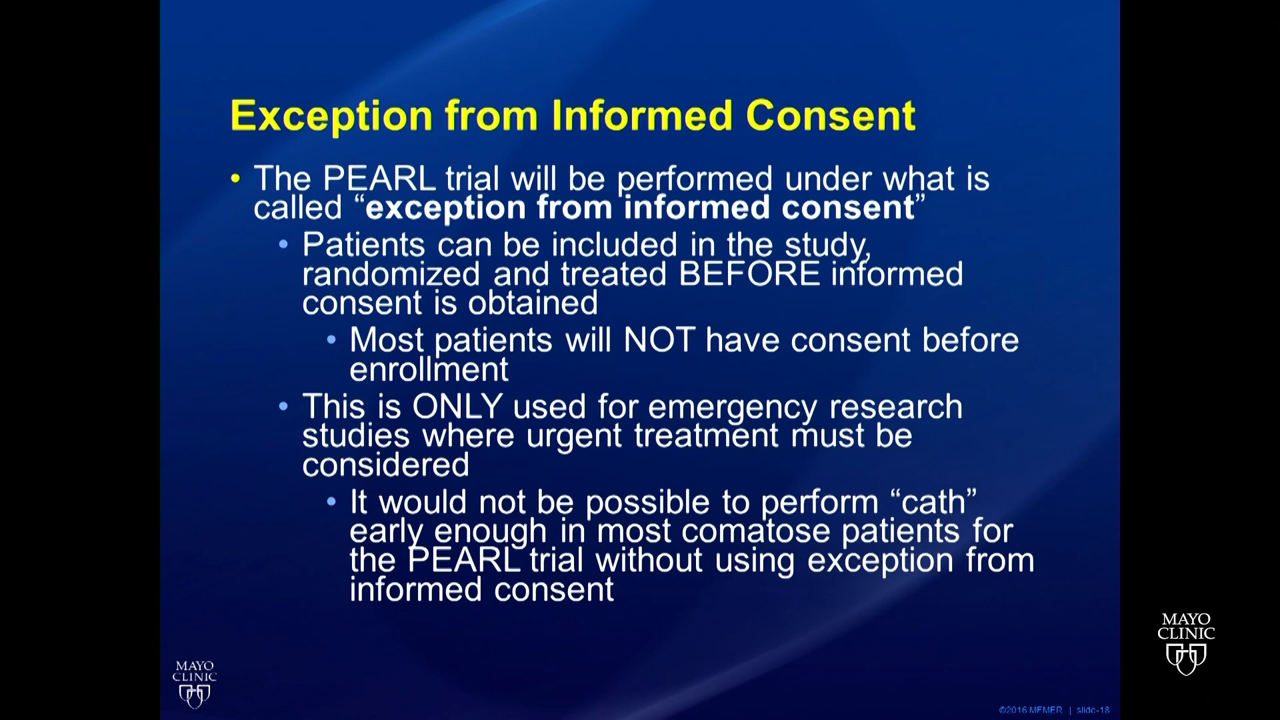 Exception from Informed Consent
• The PEARL trial will be performed under what is
called “exception from informed consent”
• Patients can be included in the study,
randomized and treated BEFORE informed
consent is obtained
• Most patients will NOT have consent before
enrollment
• This is ONLY used for emergency research
studies where urgent treatment must be
considered
• It would not be possible to perform “cath”
early enough in most comatose patients for
the PEARL trial without using exception from
informed consent
MAYO
CLINIC
MAYO
CLINIC
©2016 MFMER | slide-18